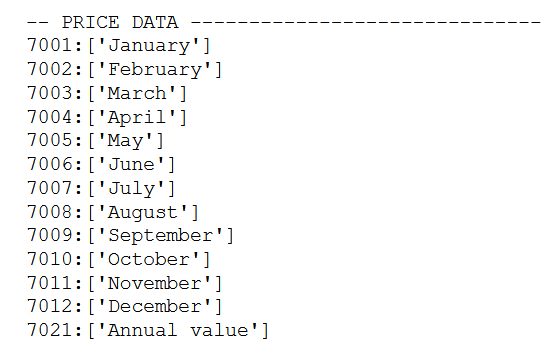 -- PRICE DATA ------------------------------
7001:['January']
7002:['February']
7003:['March']
7004:['April']
7005:['May']
7006:['June']
7007:['July']
7008:['August']
7009:['September']
7010:['October']
7011:['November']
7012:['December']
7021:['Annual value']